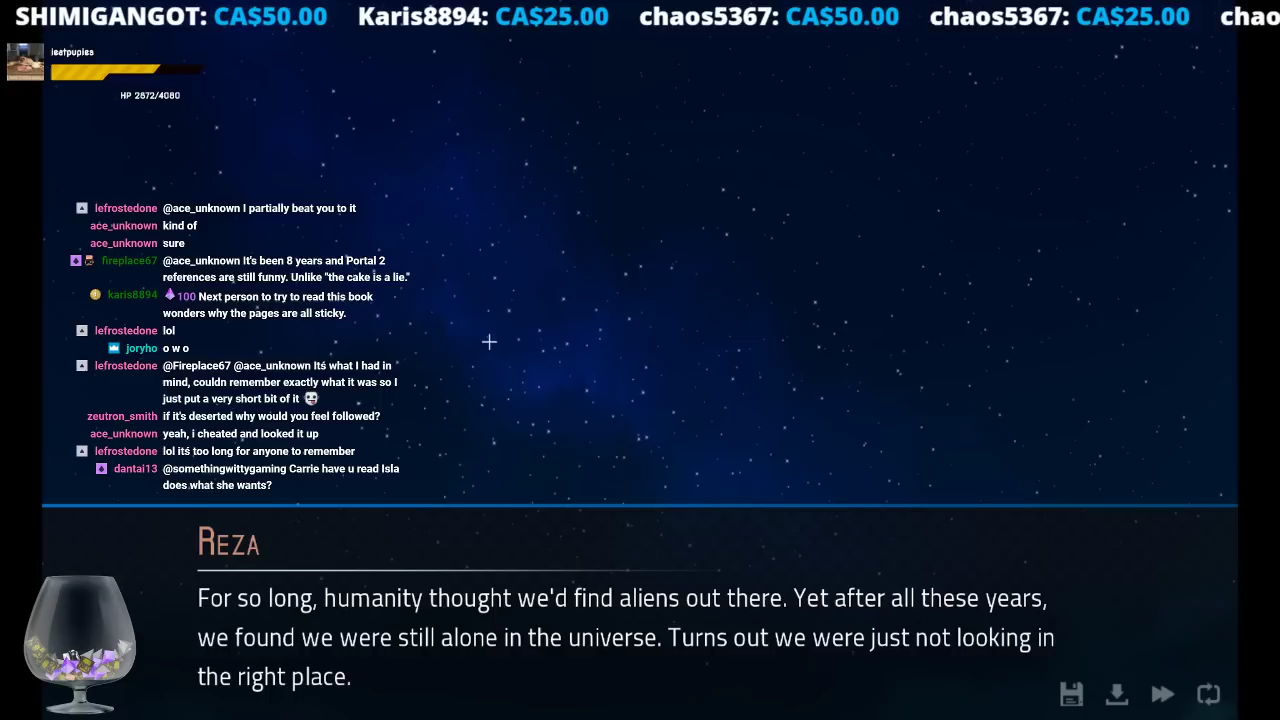 SHIMIGANGOT: CA$50.00 Karis8894: CA$25.00 chaos5367: CA$50.00 chaos5367: CA$25.00 chao
ieatpupies
HP 2872/4080
lefrostedone @ace_unknown I partially beat you to it
ace_unknown kind of
ace_unknown sure
fireplace67 @ace_unknown It's been 8 years and Portal 2
references are still funny. Unlike "the cake is a lie."
karis8894 100 Next person to try to read this book
wonders why the pages are all sticky.
lefrostedone lol
joryho o w o
lefrostedone @Fireplace67 @ace_unknown Itś what I had in
mind, couldn remember exactly what it was so I
just put a very short bit of it
zeutron_smith if it's deserted why would you feel followed?
ace_unknown yeah, i cheated and looked it up
lefrostedone lol itś too long for anyone to remember
dantai13 @somethingwittygaming Carrie have u read Isla
does what she wants?
REZA
For so long, humanity thought we'd find aliens out there. Yet after all these years,
we found we were still alone in the universe. Turns out we were just not looking in
the right place.